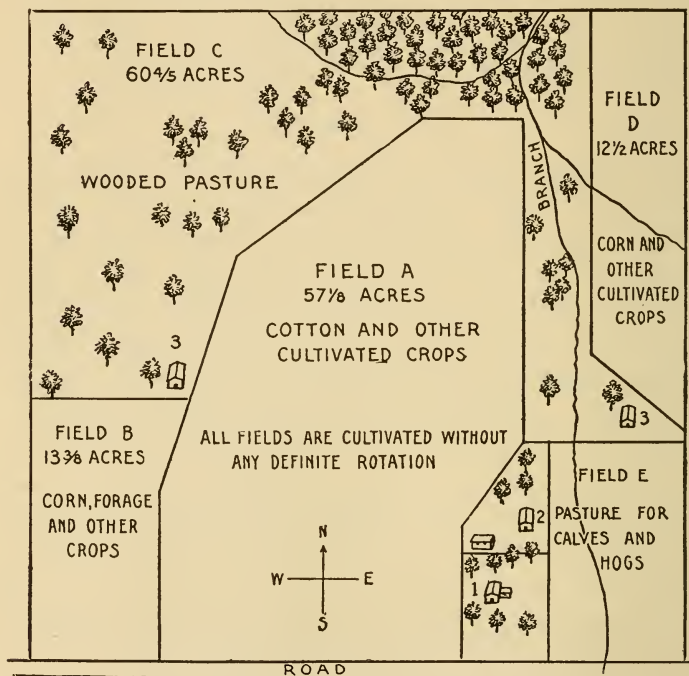 FIELD C
60 4/5 ACRES
WOODED PASTURE
3
FIELD B
13 3/8 ACRES
CORN, FORAGE
AND OTHER
CROPS
FIELD A
57 1/8 ACRES
COTTON AND OTHER
CULTIVATED CROPS
ALL FIELDS ARE CULTIVATED WITHOUT
ANY DEFINITE ROTATION
N
W E
S
BRANCH
FIELD
D
12 1/2 ACRES
CORN AND
OTHER
CULTIVATED
CROPS
3
FIELD E
PASTURE FOR
CALVES AND
HOGS
2
1
ROAD